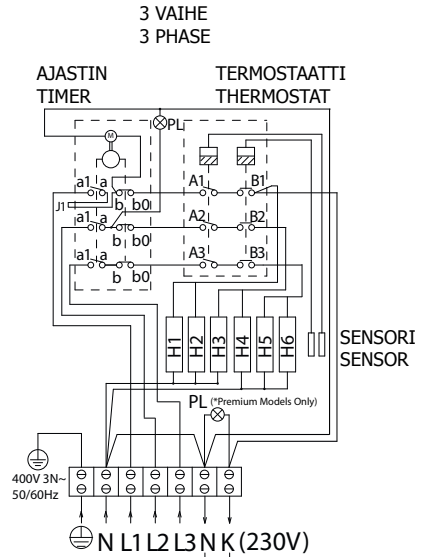 3 VAIHE
3 PHASE
AJASTIN
TIMER
TERMOSTAATTI
THERMOSTAT
PL
M
a1 a
A1
B1
J1
b b0
a1 a
A2
B2
b b0
a1 a
A3
B3
b b0
H1
H2
H3
H4
H5
H6
SENSORI
SENSOR
PL (*Premium Models Only)
400V 3N~
50/60Hz
N L1 L2 L3 N K (230V)